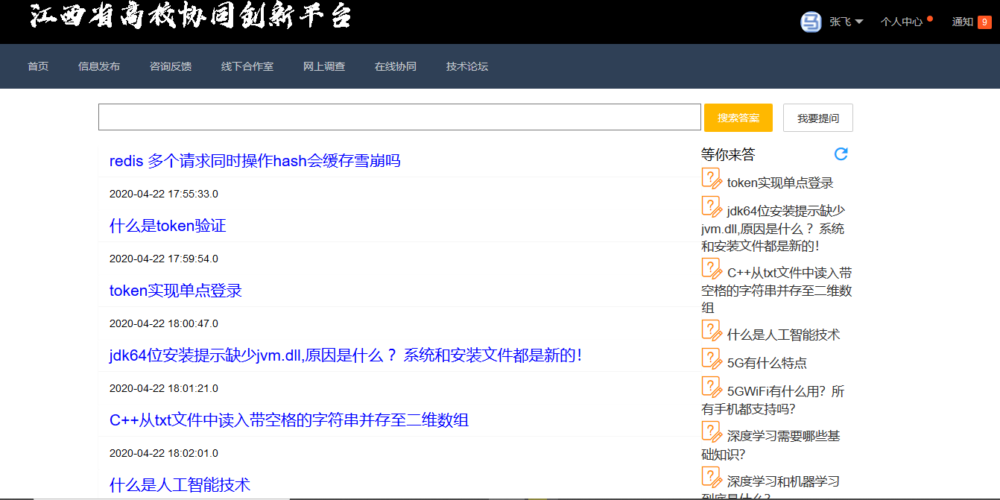 江西省高校协同创新平台
张飞 个人中心 通知 9
首页 信息发布 咨询反馈 线下合作室 网上调查 在线协同 技术论坛
搜索答案 我要提问
redis 多个请求同时操作hash会缓存雪崩吗
2020-04-22 17:55:33.0
什么是token验证
2020-04-22 17:59:54.0
token实现单点登录
2020-04-22 18:00:47.0
jdk64位安装提示缺少jvm.dll,原因是什么？系统和安装文件都是新的！
2020-04-22 18:01:21.0
C++从txt文件中读入带空格的字符串并存至二维数组
2020-04-22 18:02:01.0
什么是人工智能技术
等你来答
token实现单点登录
jdk64位安装提示缺少
jvm.dll,原因是什么？系统
和安装文件都是新的！
C++从txt文件中读入带
空格的字符串并存至二维数
组
什么是人工智能技术
5G有什么特点
5GWiFi有什么用？所
有手机都支持吗？
深度学习需要哪些基
础知识？
深度学习和机器学习
到底是什么？